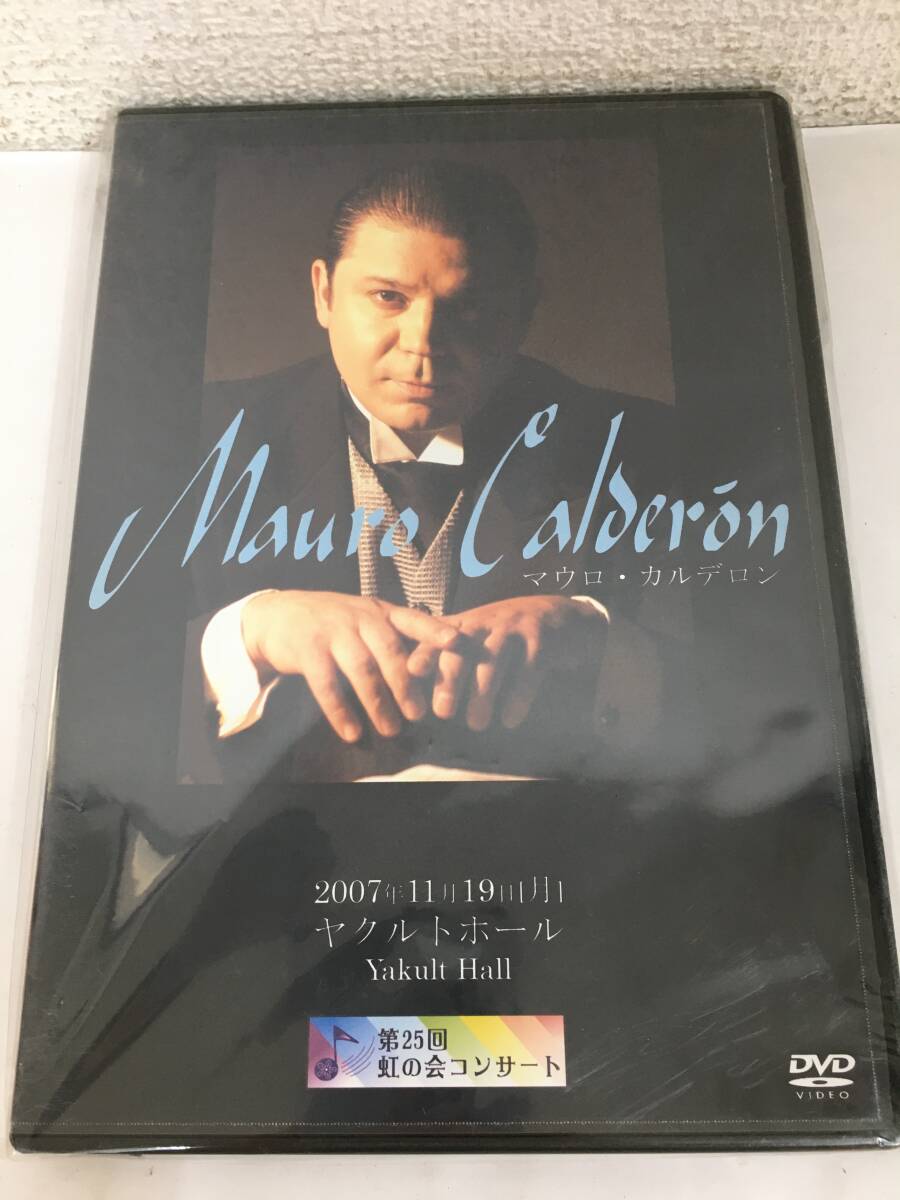 Mauro Calderón
マウロ・カルデロン
2007年11月19日[月]
ヤクルトホール
Yakult Hall
第25回
虹の会コンサート
DVD
VIDEO